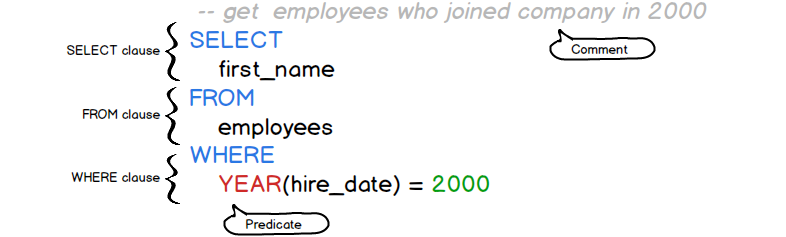 -- get employees who joined company in 2000
SELECT clause
SELECT
Comment
first_name
FROM clause
FROM
employees
WHERE clause
WHERE
YEAR(hire_date) = 2000
Predicate